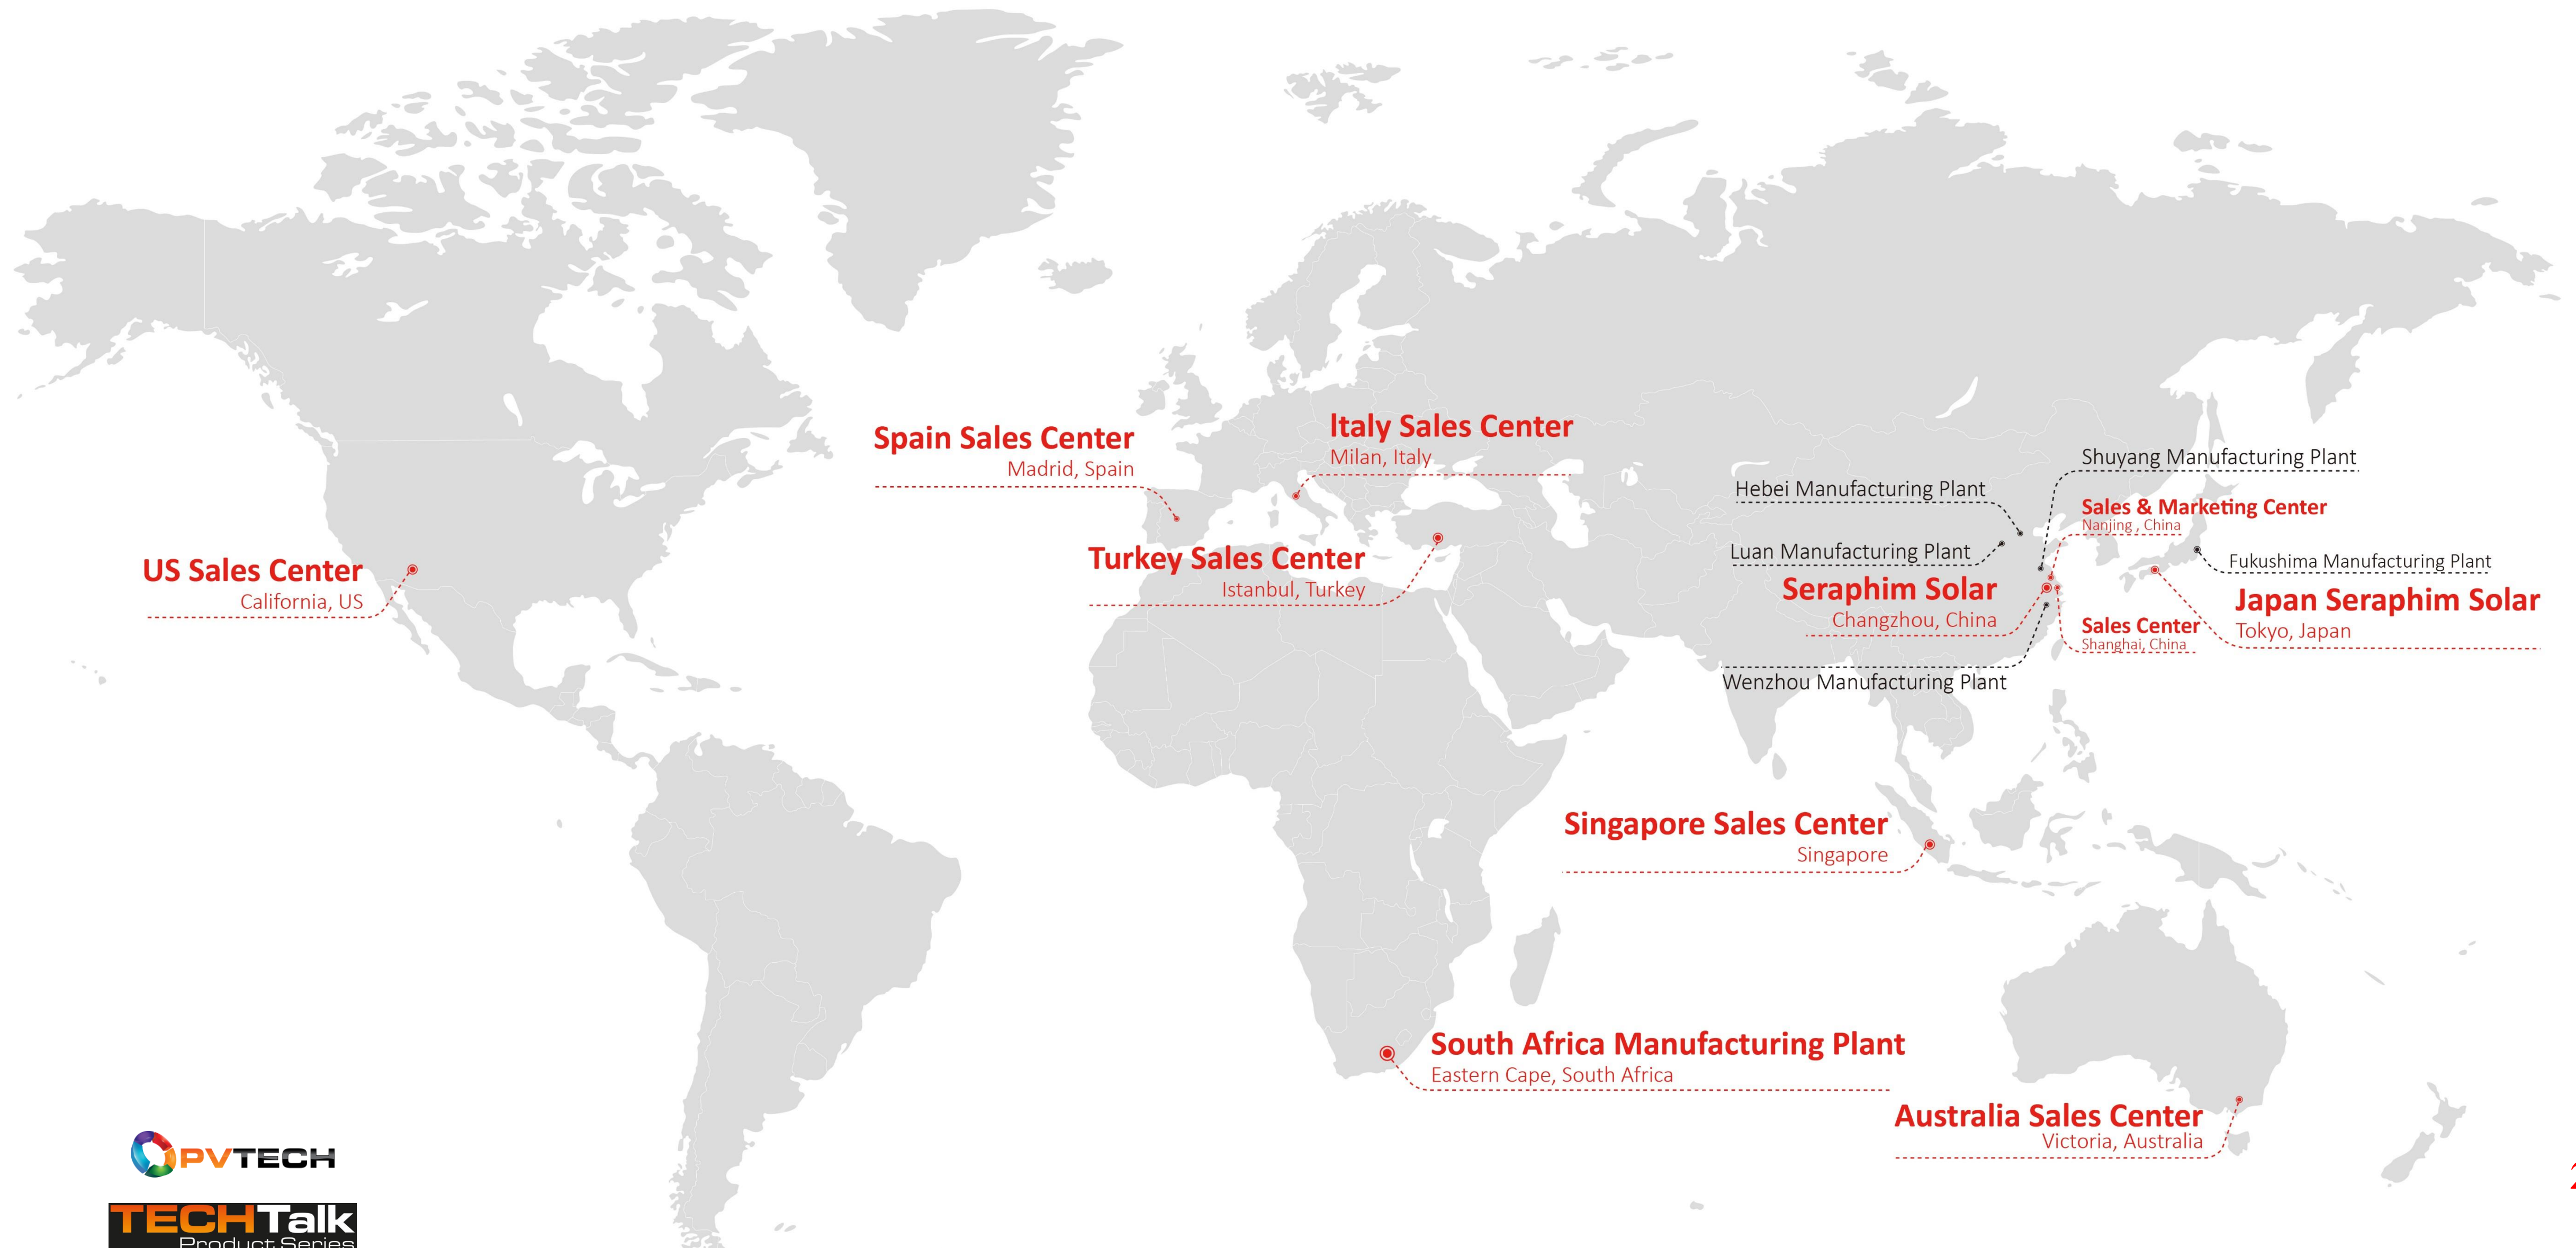 Spain Sales Center
Madrid, Spain
Italy Sales Center
Milan, Italy
Shuyang Manufacturing Plant
Hebei Manufacturing Plant
Sales & Marketing Center
Nanjing , China
Luan Manufacturing Plant
Fukushima Manufacturing Plant
US Sales Center
California, US
Turkey Sales Center
Istanbul, Turkey
Seraphim Solar
Changzhou, China
Sales Center
Shanghai, China
Japan Seraphim Solar
Tokyo, Japan
Wenzhou Manufacturing Plant
Singapore Sales Center
Singapore
South Africa Manufacturing Plant
Eastern Cape, South Africa
Australia Sales Center
Victoria, Australia
PVTECH
TECHTalk
Product Series